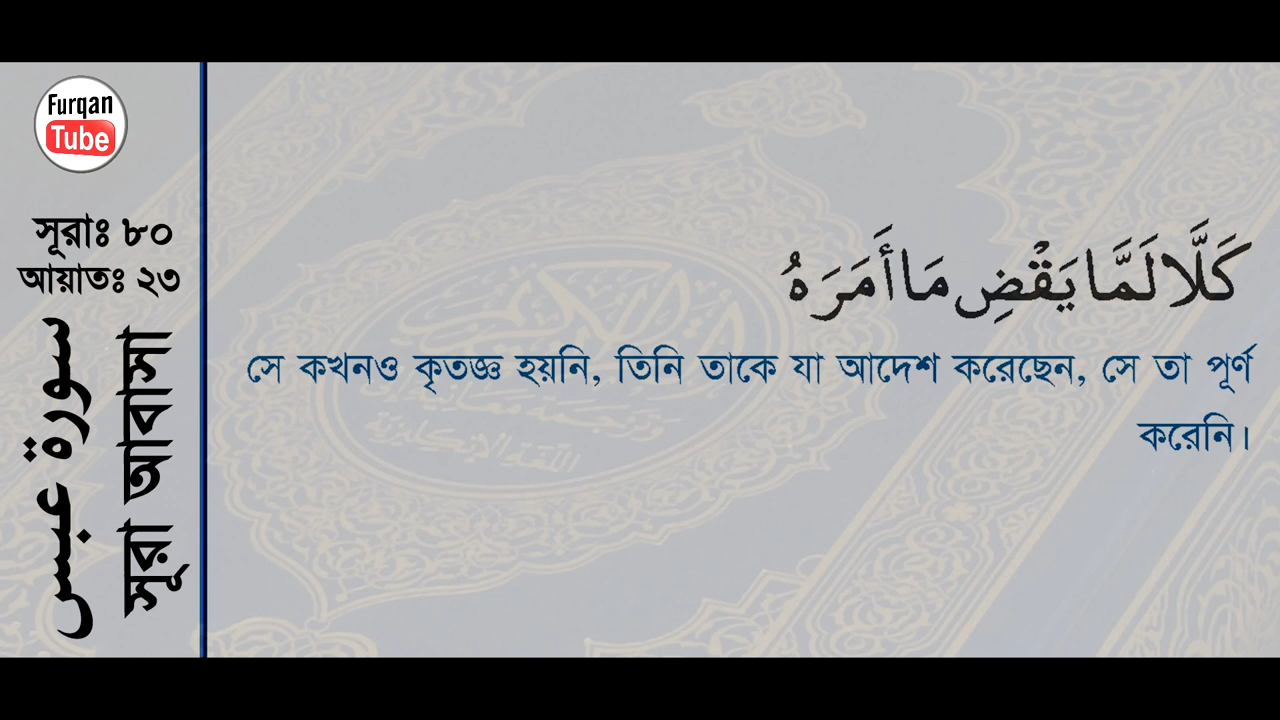 Furqan
Tube
সূরাঃ ৮০
আয়াতঃ ২৩
سورة عبس
সূরা আবাসা
كَلَّا لَمَّا يَقْضِ مَا أَمَرَهُ
সে কখনও কৃতজ্ঞ হয়নি, তিনি তাকে যা আদেশ করেছেন, সে তা পূর্ণ
করেনি।